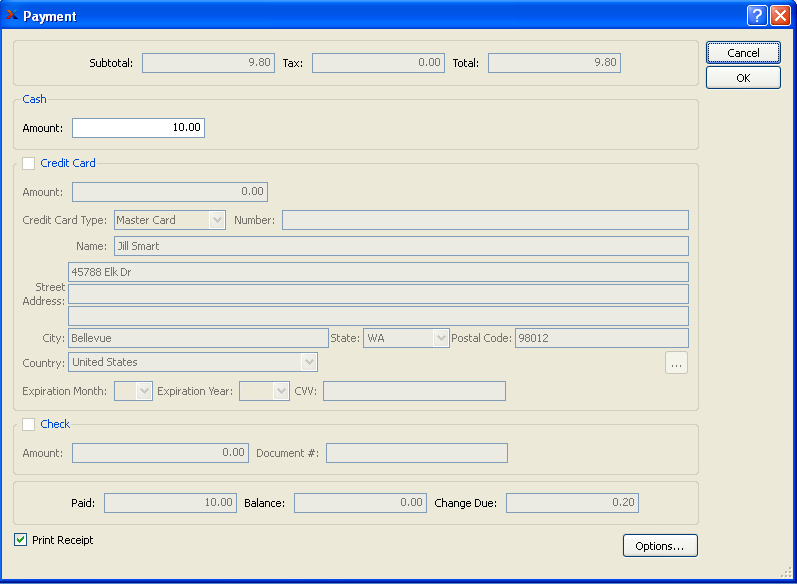 Payment
Subtotal: 9.80 Tax: 0.00 Total: 9.80
Cancel
OK
Cash
Amount: 10.00
Credit Card
Amount: 0.00
Credit Card Type: Master Card Number:
Name: Jill Smart
45788 Elk Dr
Street
Address:
City: Bellevue State: WA Postal Code: 98012
Country: United States ...
Expiration Month: Expiration Year: CVV:
Check
Amount: 0.00 Document #:
Paid: 10.00 Balance: 0.00 Change Due: 0.20
Print Receipt
Options...